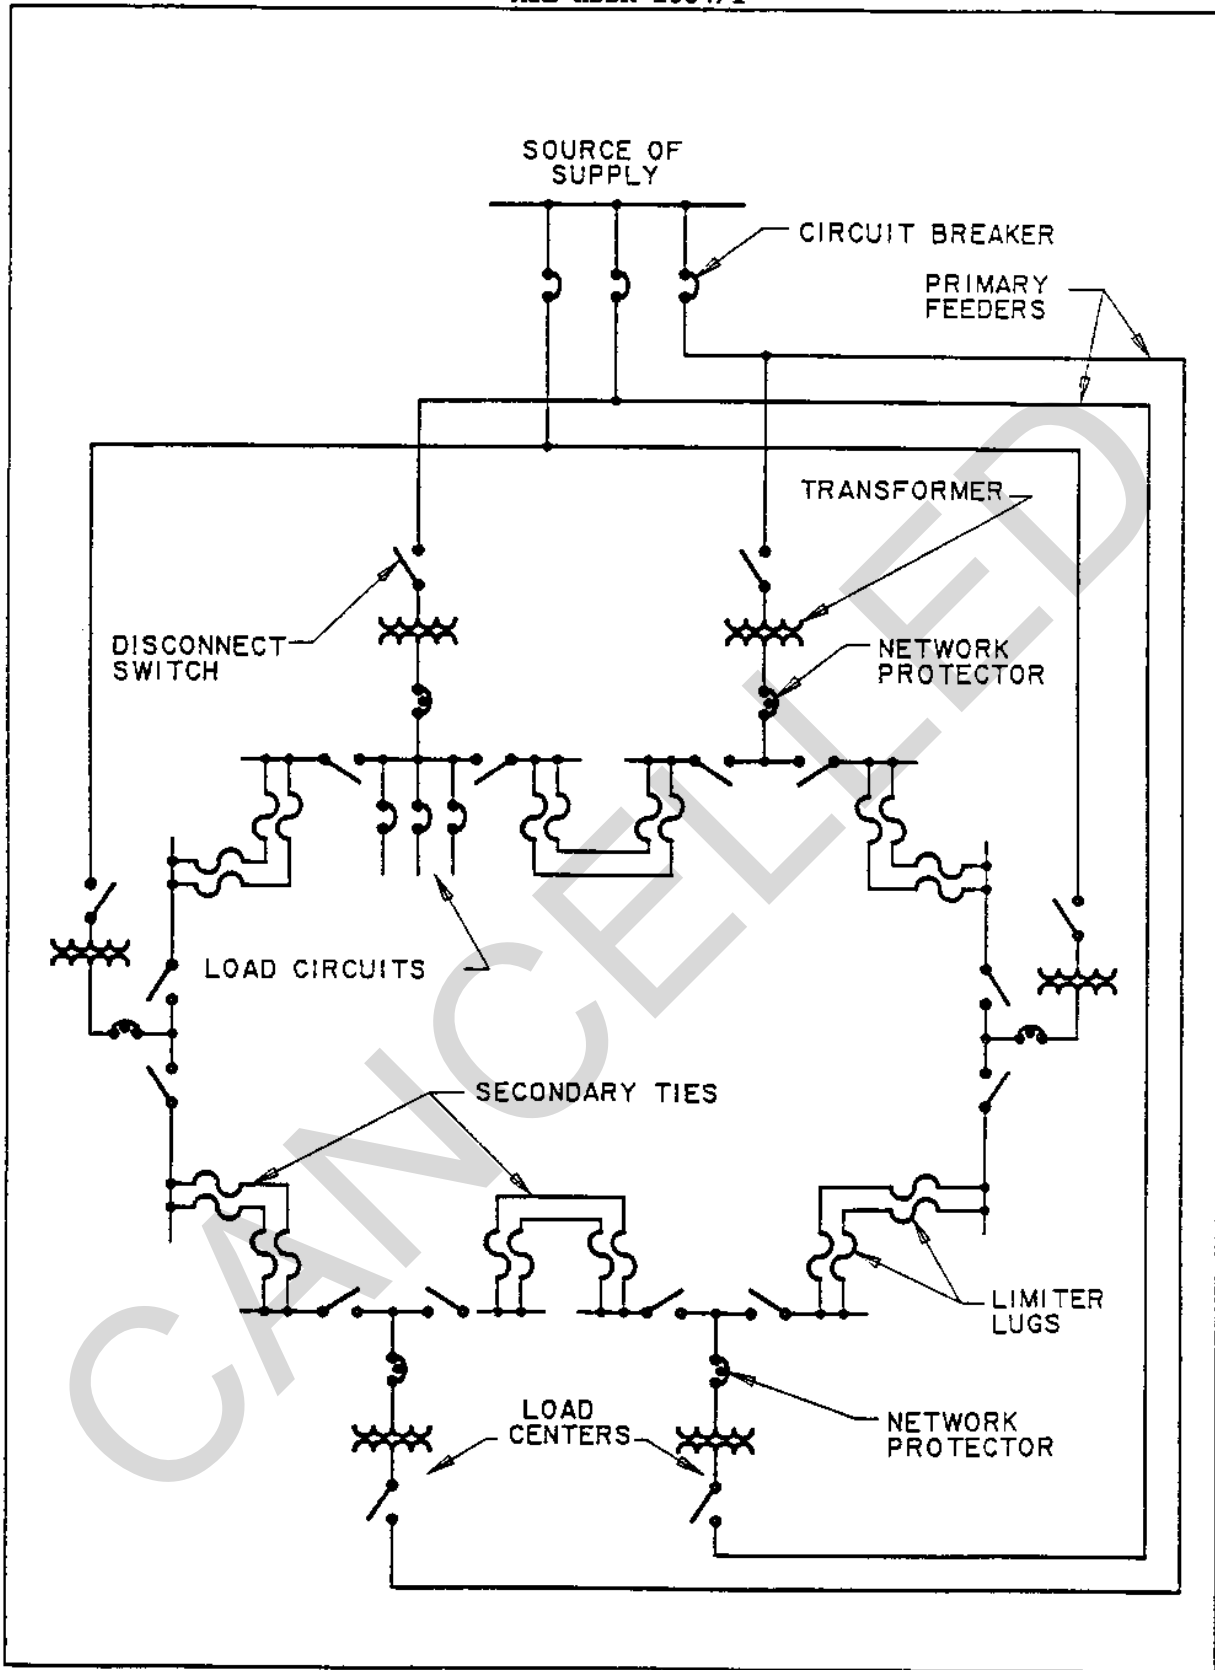 SOURCE OF
SUPPLY
CIRCUIT BREAKER
PRIMARY
FEEDERS
TRANSFORMER
DISCONNECT
SWITCH
NETWORK
PROTECTOR
LOAD CIRCUITS
SECONDARY TIES
LIMITER
LUGS
LOAD
CENTERS
NETWORK
PROTECTOR
CANCELLED